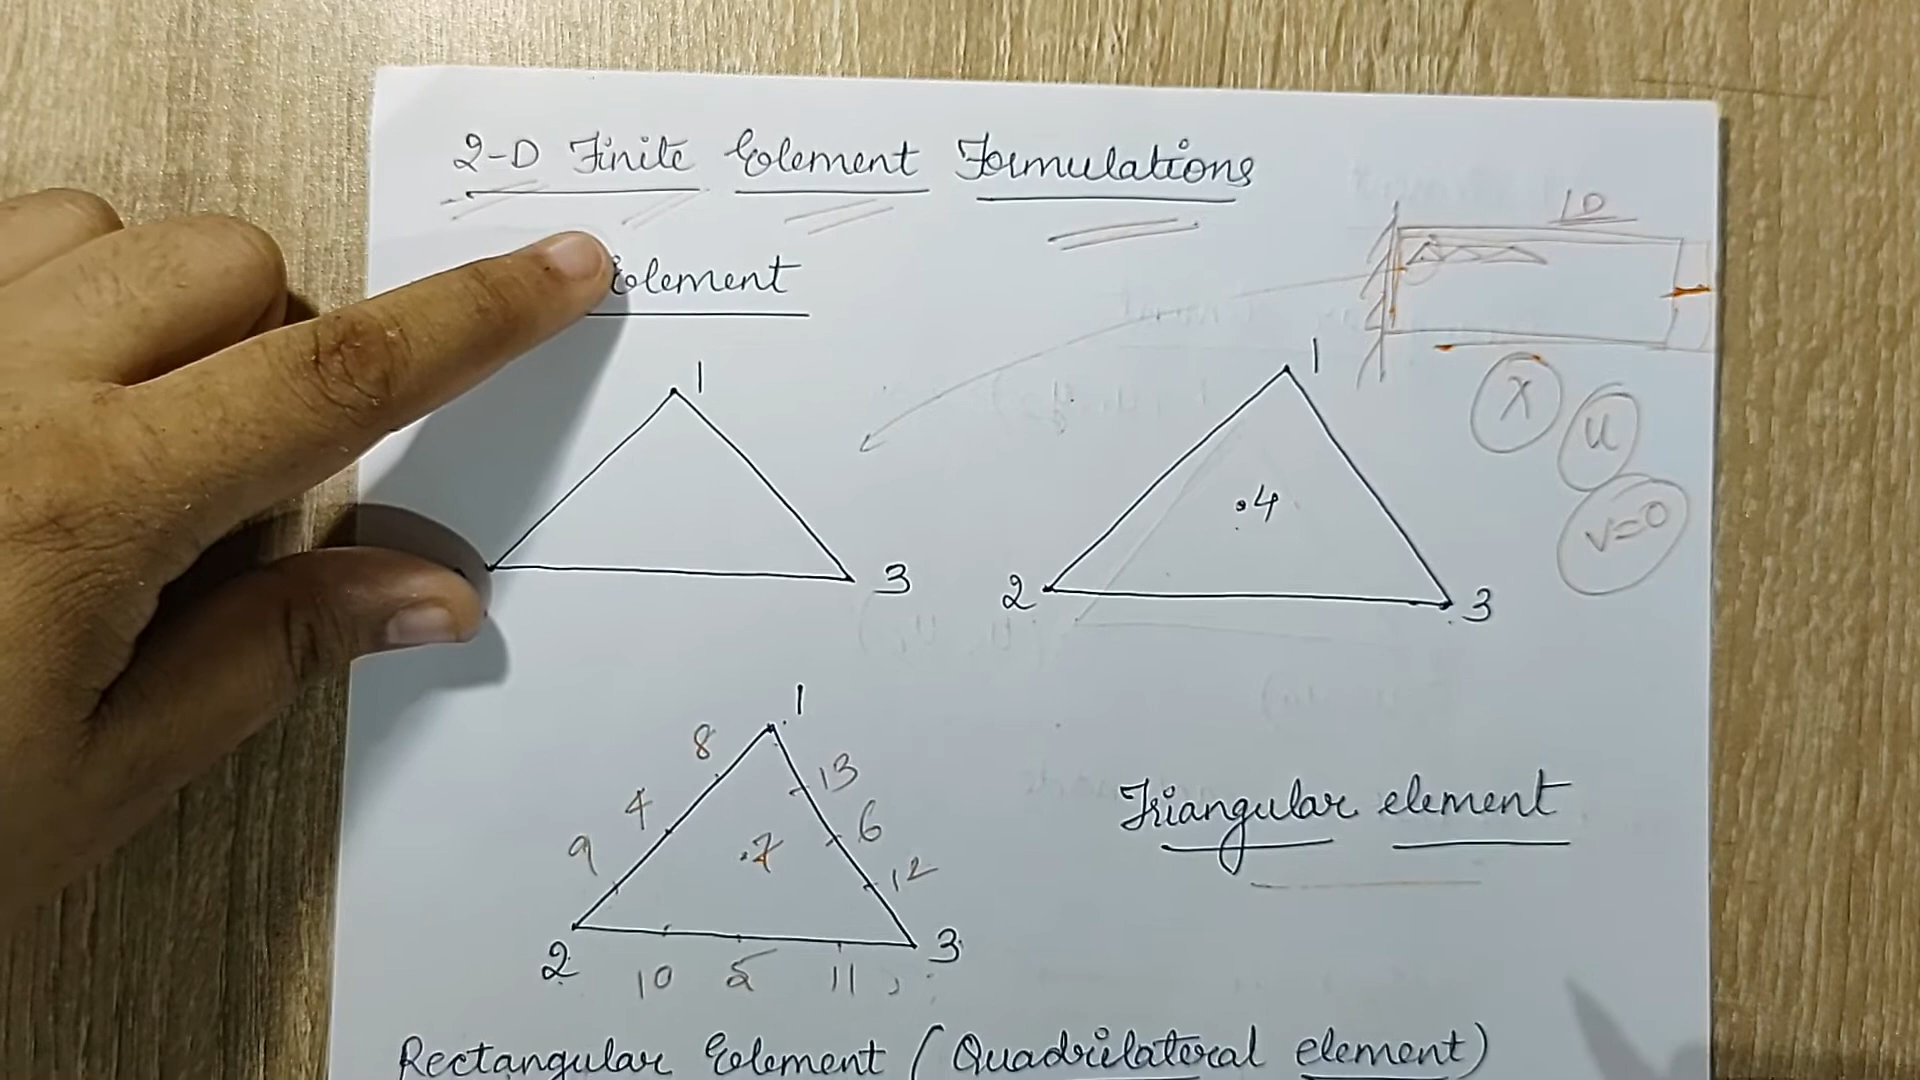 2-D Finite Element Formulations
10
Element
1
1
X
u
v=0
.4
3
2
3
1
8
13
4
6
.7
9
12
2
3
10 5 11
Triangular element
Rectangular Element (Quadrilateral element)